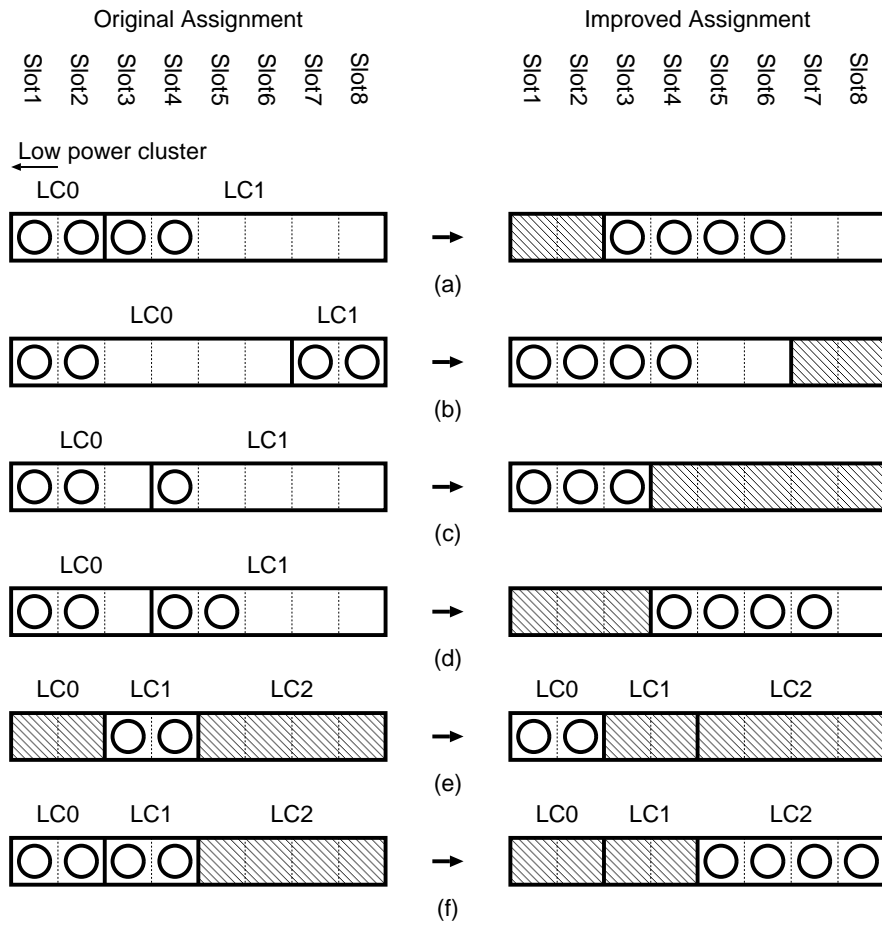 Original Assignment
Improved Assignment
Slot1 Slot2 Slot3 Slot4 Slot5 Slot6 Slot7 Slot8
Slot1 Slot2 Slot3 Slot4 Slot5 Slot6 Slot7 Slot8
Low power cluster
LC0 LC1
(a)
LC0 LC1
(b)
LC0 LC1
(c)
LC0 LC1
(d)
LC0 LC1 LC2
LC0 LC1 LC2
(e)
LC0 LC1 LC2
LC0 LC1 LC2
(f)